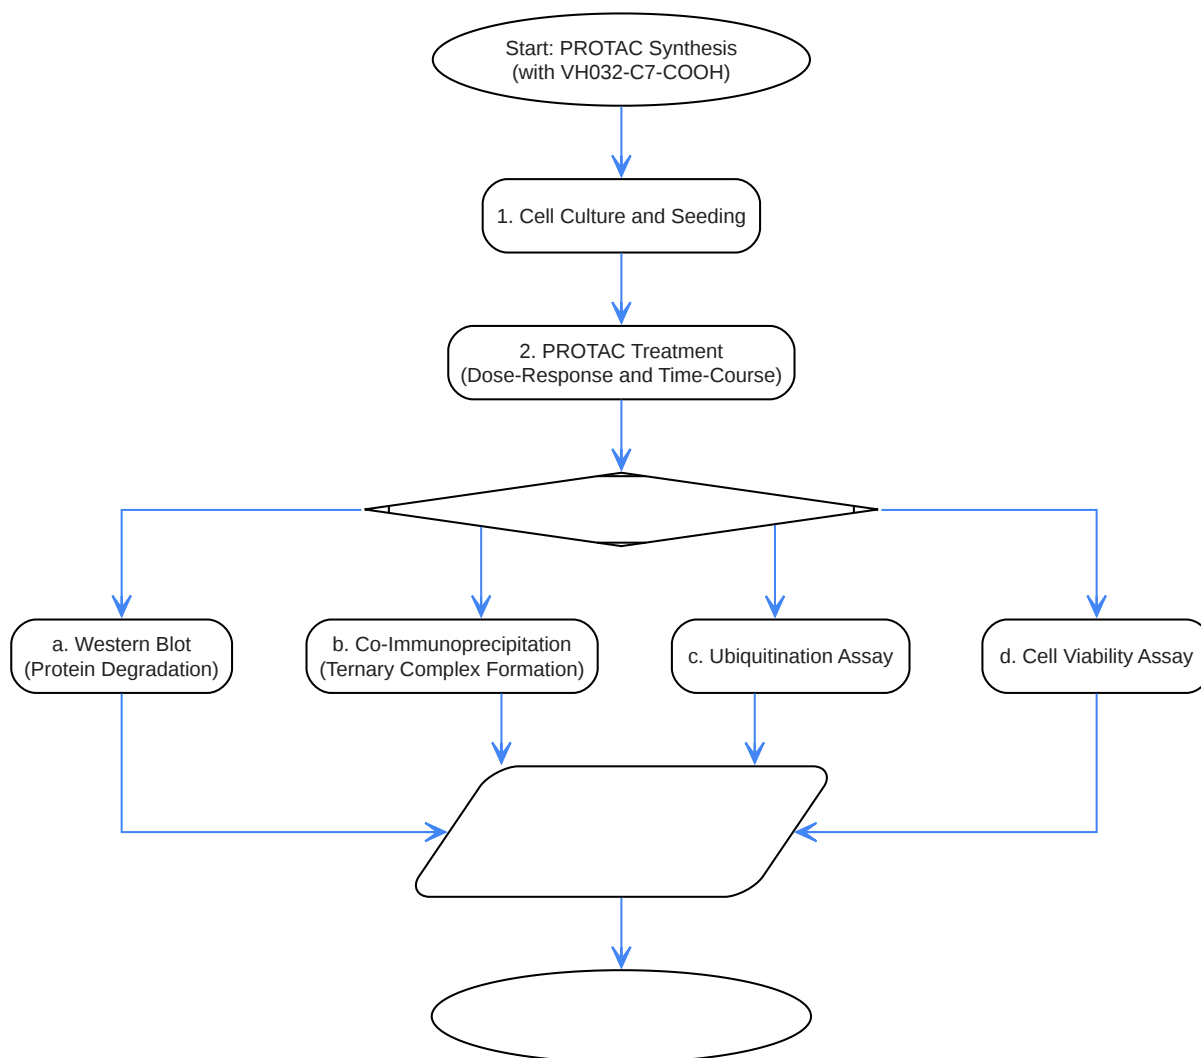 Start: PROTAC Synthesis
(with VH032-C7-COOH)
1. Cell Culture and Seeding
2. PROTAC Treatment
(Dose-Response and Time-Course)
a. Western Blot
(Protein Degradation)
b. Co-Immunoprecipitation
(Ternary Complex Formation)
c. Ubiquitination Assay
d. Cell Viability Assay